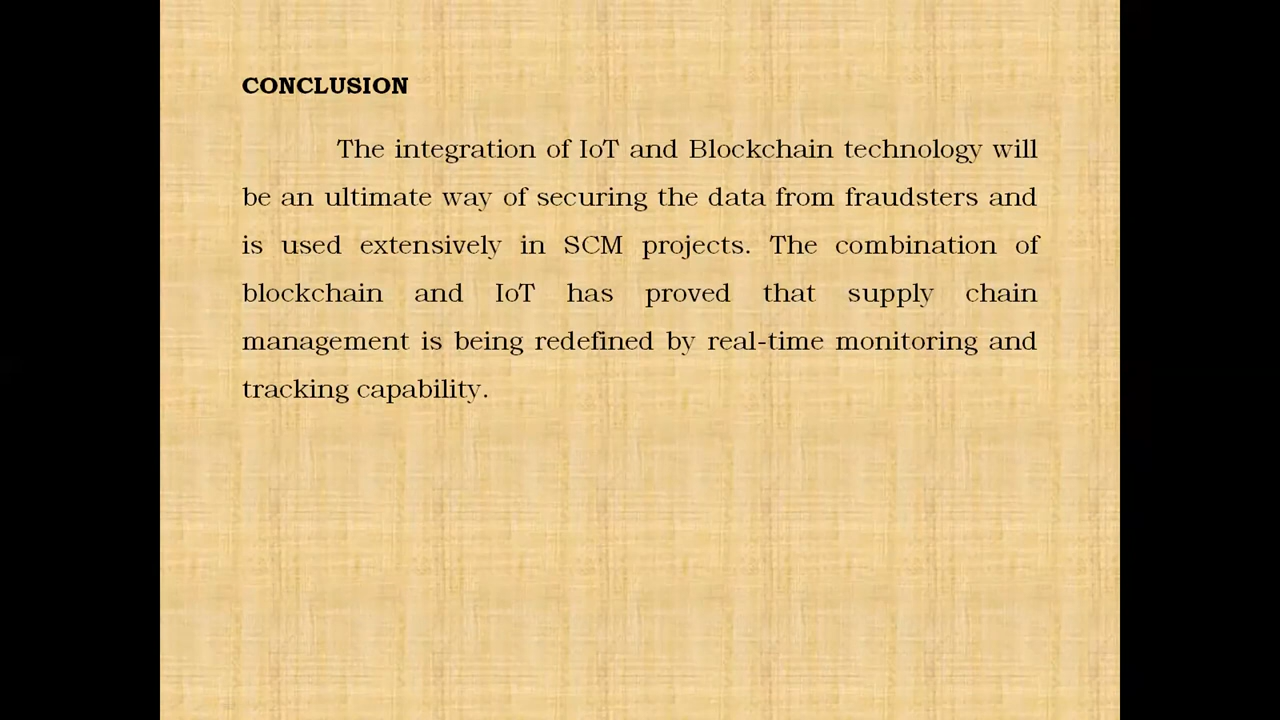 CONCLUSION
The integration of IoT and Blockchain technology will
be an ultimate way of securing the data from fraudsters and
is used extensively in SCM projects. The combination of
blockchain and IoT has proved that supply chain
management is being redefined by real-time monitoring and
tracking capability.